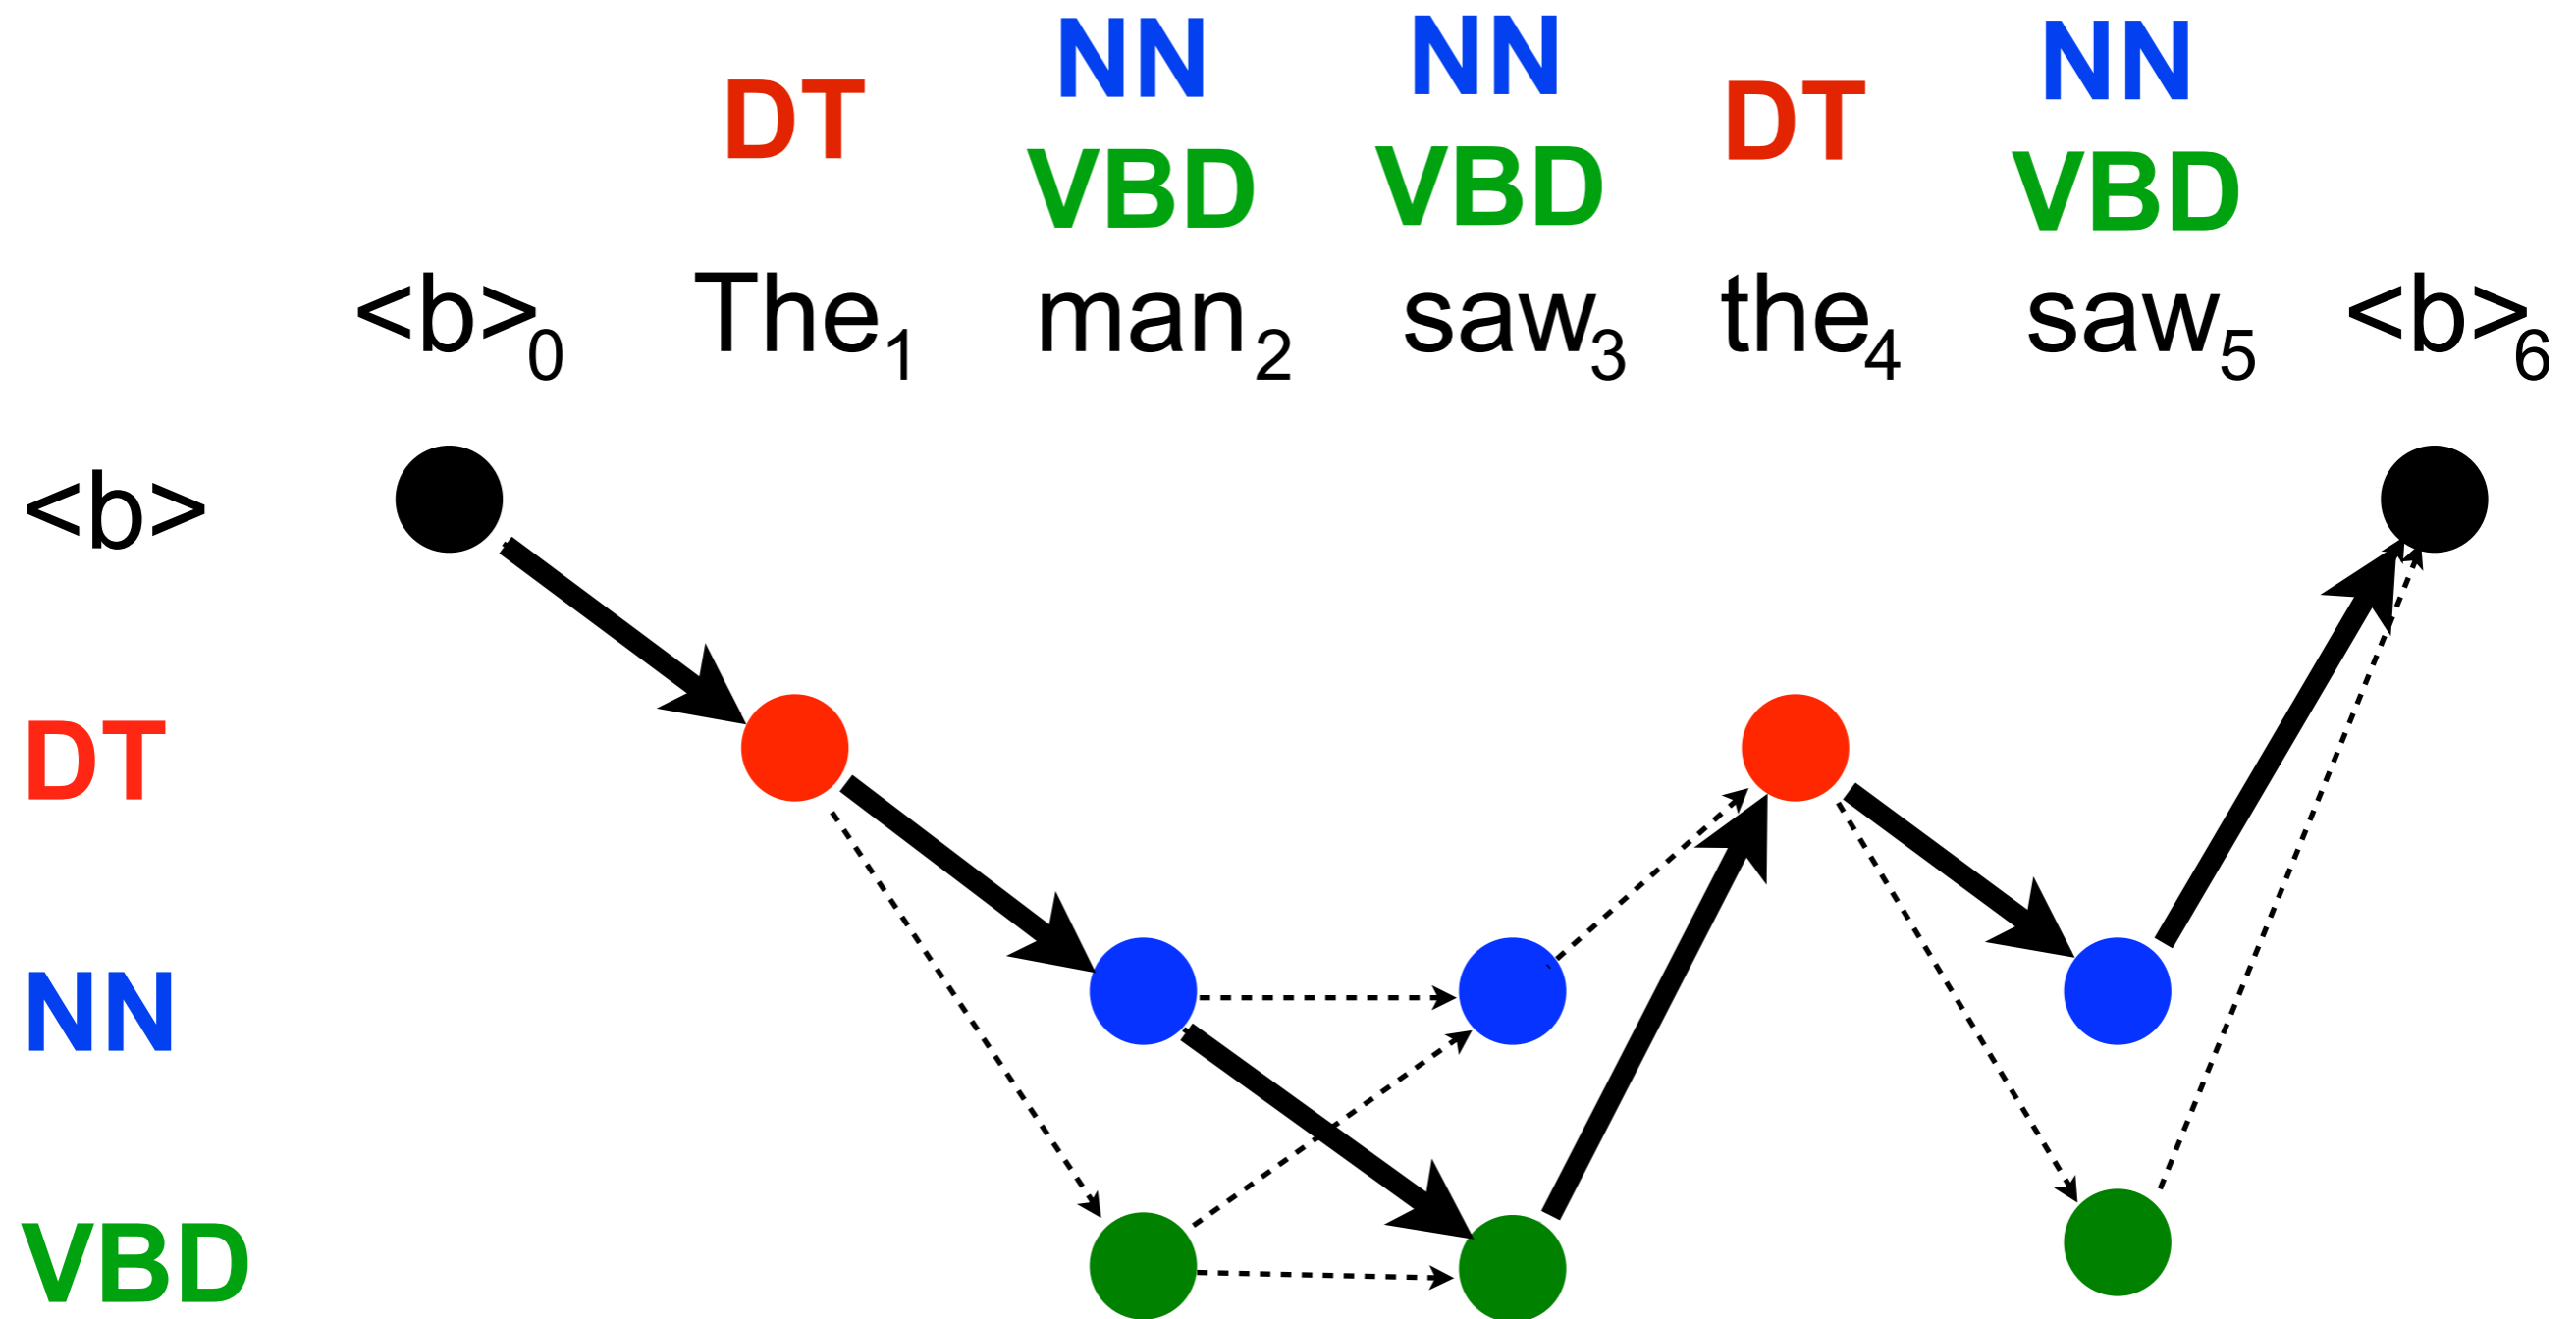 NN NN NN
DT VBD VBD DT VBD
<b>0 The1 man2 saw3 the4 saw5 <b>6
<b>
DT
NN
VBD